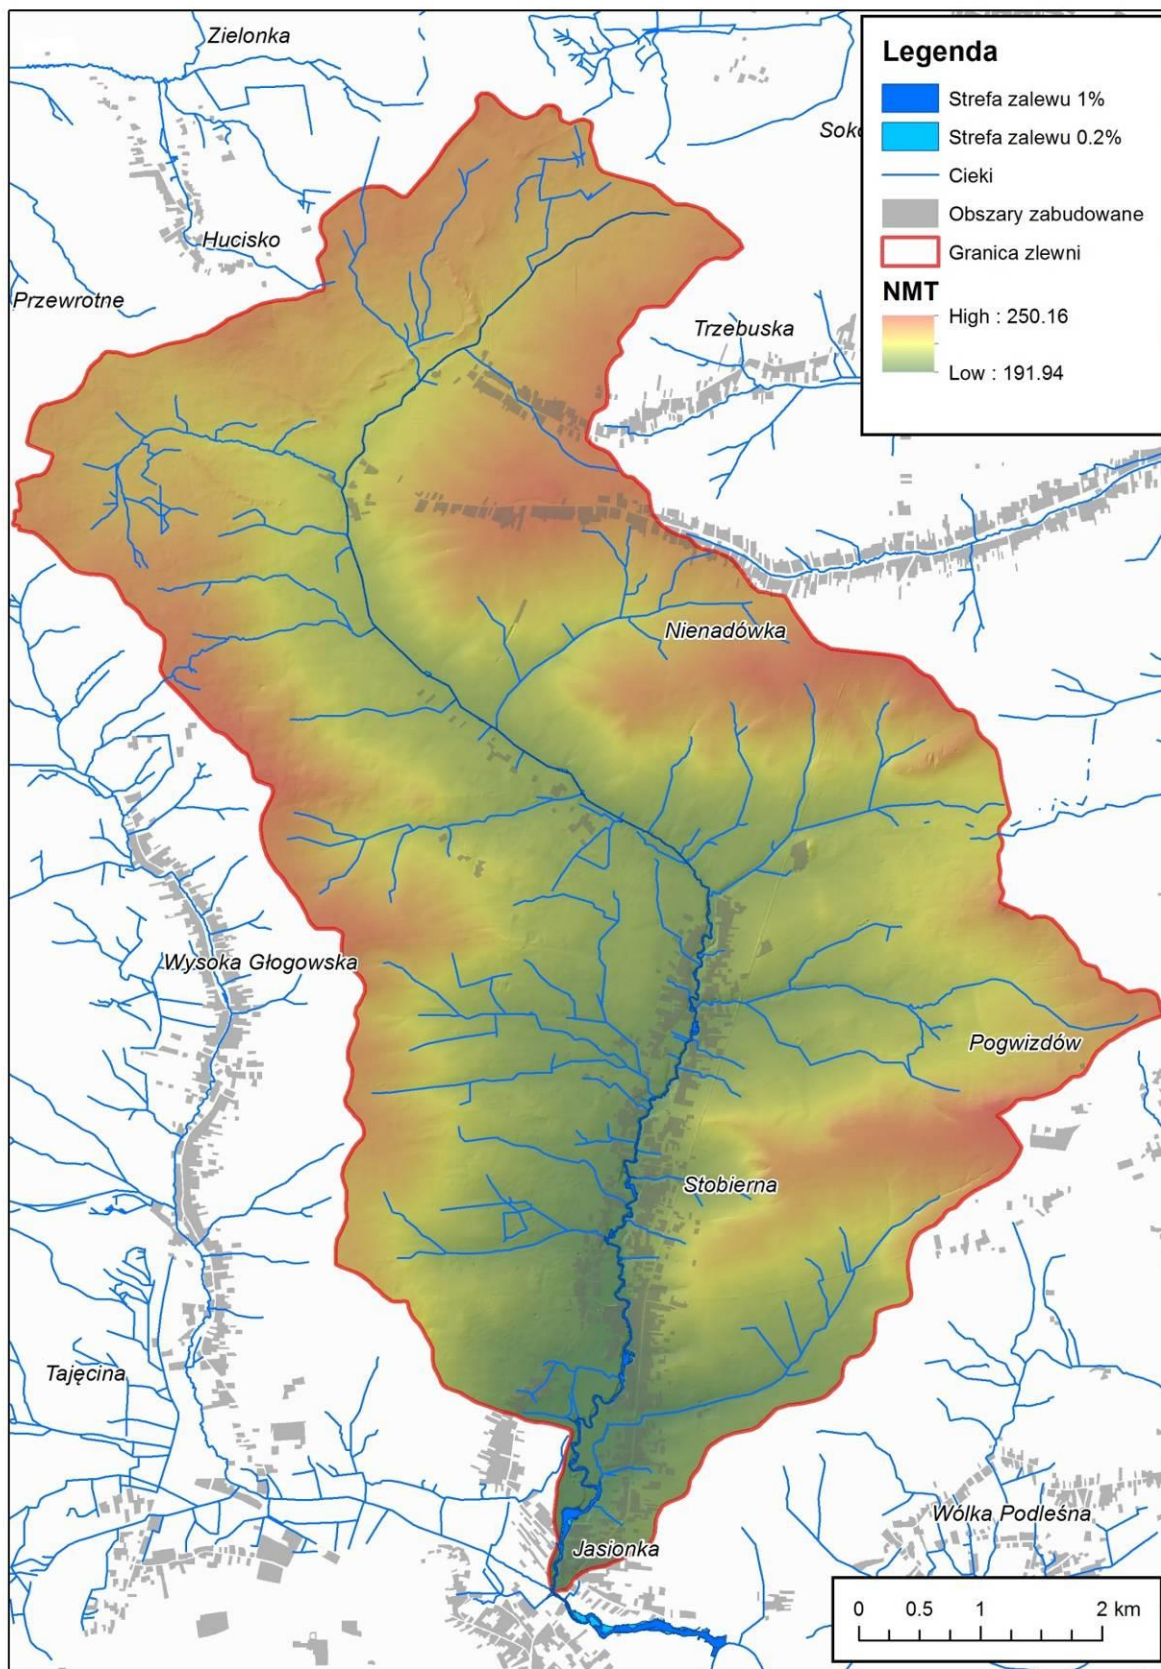 Zielonka
Legenda
Strefa zalewu 1%
Strefa zalewu 0.2%
Soko
Cieki
Obszary zabudowane
Hucisko
Granica zlewni
NMT
Przewrotne
High : 250.16
Trzebuska
Low : 191.94
Nienadówka
Wysoka Głogowska
Pogwizdów
Stobierna
Tajęcina
Wólka Podleśna
Jasionka
0 0.5 1 2 km